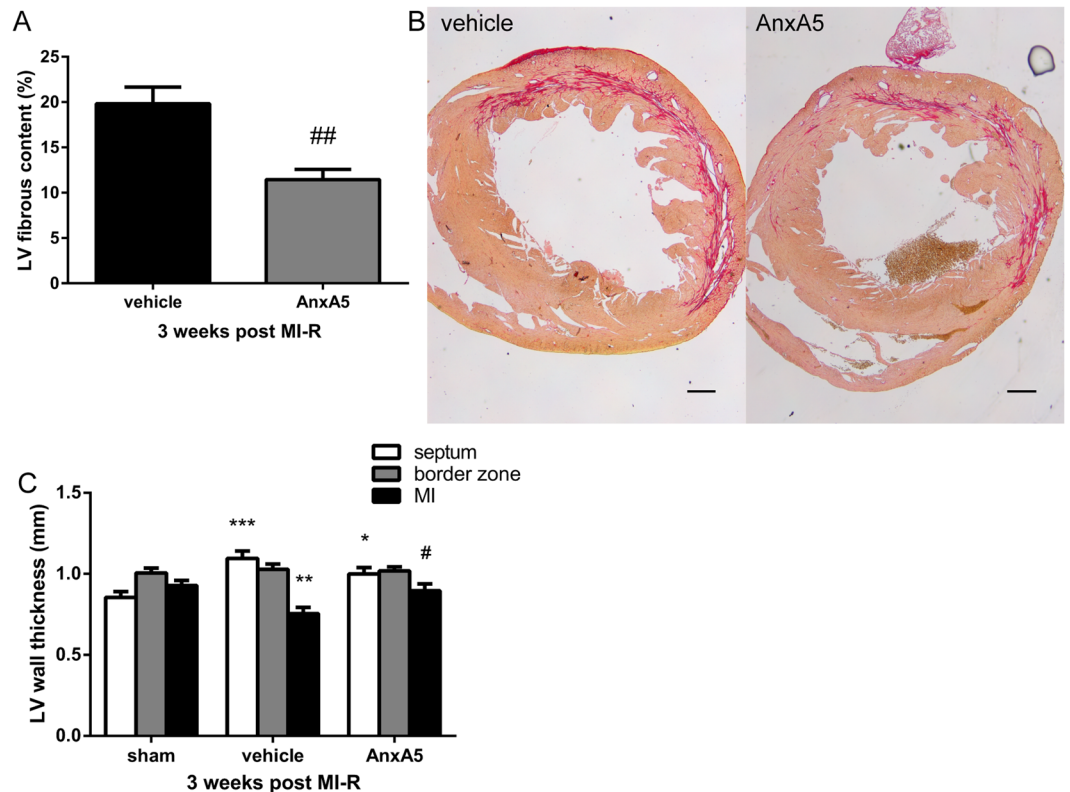 A
LV fibrous content (%)
25
20
15
10
5
0
##
vehicle
AnxA5
3 weeks post MI-R
B
vehicle
AnxA5
C
septum
border zone
MI
LV wall thickness (mm)
1.5
1.0
0.5
0.0
***
**
*
#
sham
vehicle
AnxA5
3 weeks post MI-R